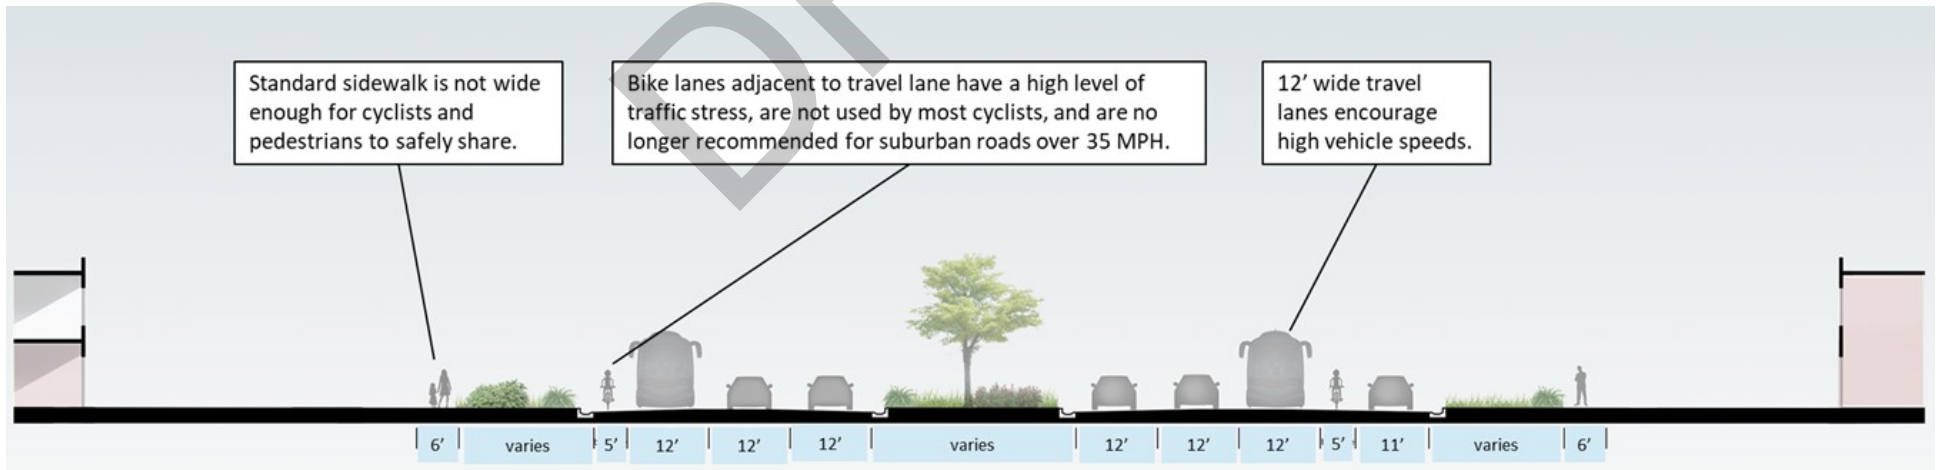 Standard sidewalk is not wide
enough for cyclists and
pedestrians to safely share.
Bike lanes adjacent to travel lane have a high level of
traffic stress, are not used by most cyclists, and are no
longer recommended for suburban roads over 35 MPH.
12’ wide travel
lanes encourage
high vehicle speeds.
6’ varies 5’ 12’ 12’ 12’ varies 12’ 12’ 12’ 5’ 11’ varies 6’